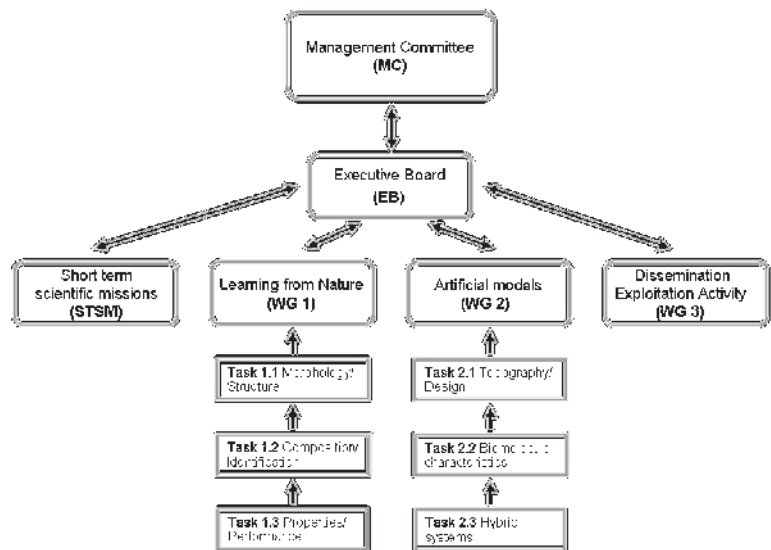 Management Committee
(MC)
Executive Board
(EB)
Short term
scientific missions
(STSM)
Learning from Nature
(WG 1)
Artificial models
(WG 2)
Dissemination
Exploitation Activity
(WG 3)
Task 1.1 Morphology/
Structure
Task 2.1 Topography/
Design
Task 1.2 Composition/
Identification
Task 2.2
characteristics
Task 1.3 Properties/
Performance
Task 2.3 Hybrid
systems